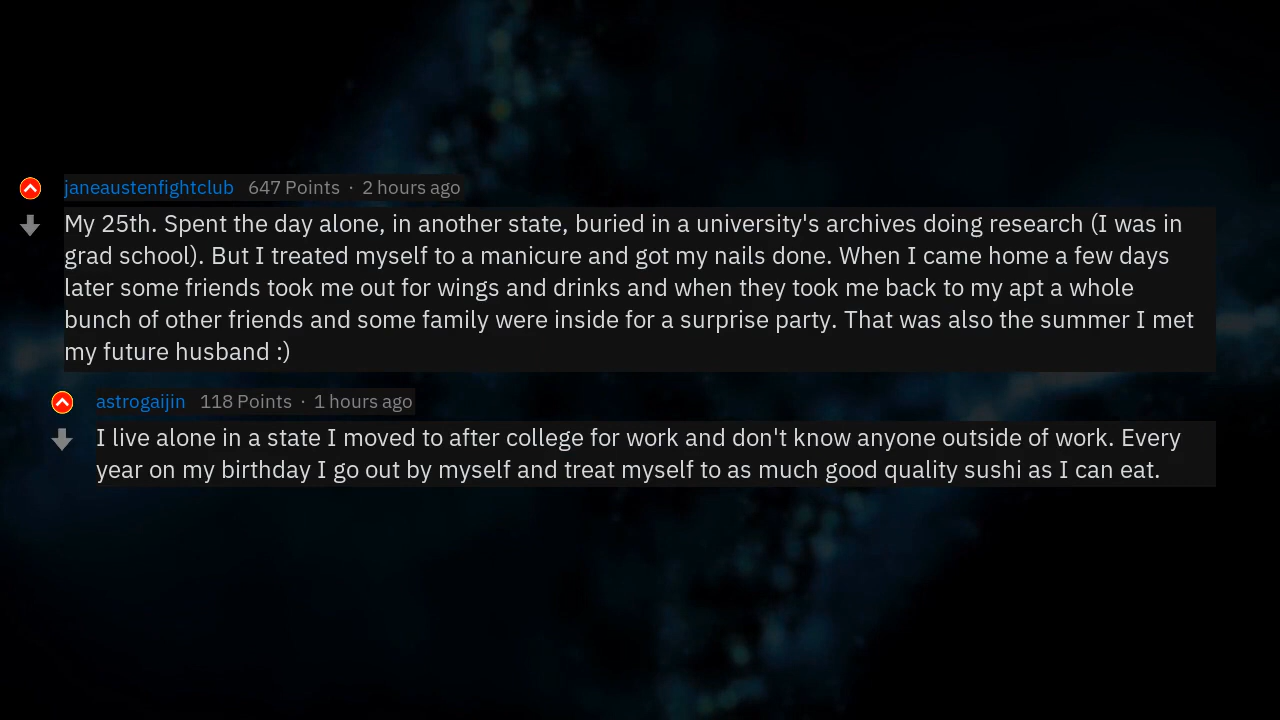 janeaustenfightclub 647 Points · 2 hours ago
My 25th. Spent the day alone, in another state, buried in a university's archives doing research (I was in
grad school). But I treated myself to a manicure and got my nails done. When I came home a few days
later some friends took me out for wings and drinks and when they took me back to my apt a whole
bunch of other friends and some family were inside for a surprise party. That was also the summer I met
my future husband :)
astrogaijin 118 Points · 1 hours ago
I live alone in a state I moved to after college for work and don't know anyone outside of work. Every
year on my birthday I go out by myself and treat myself to as much good quality sushi as I can eat.